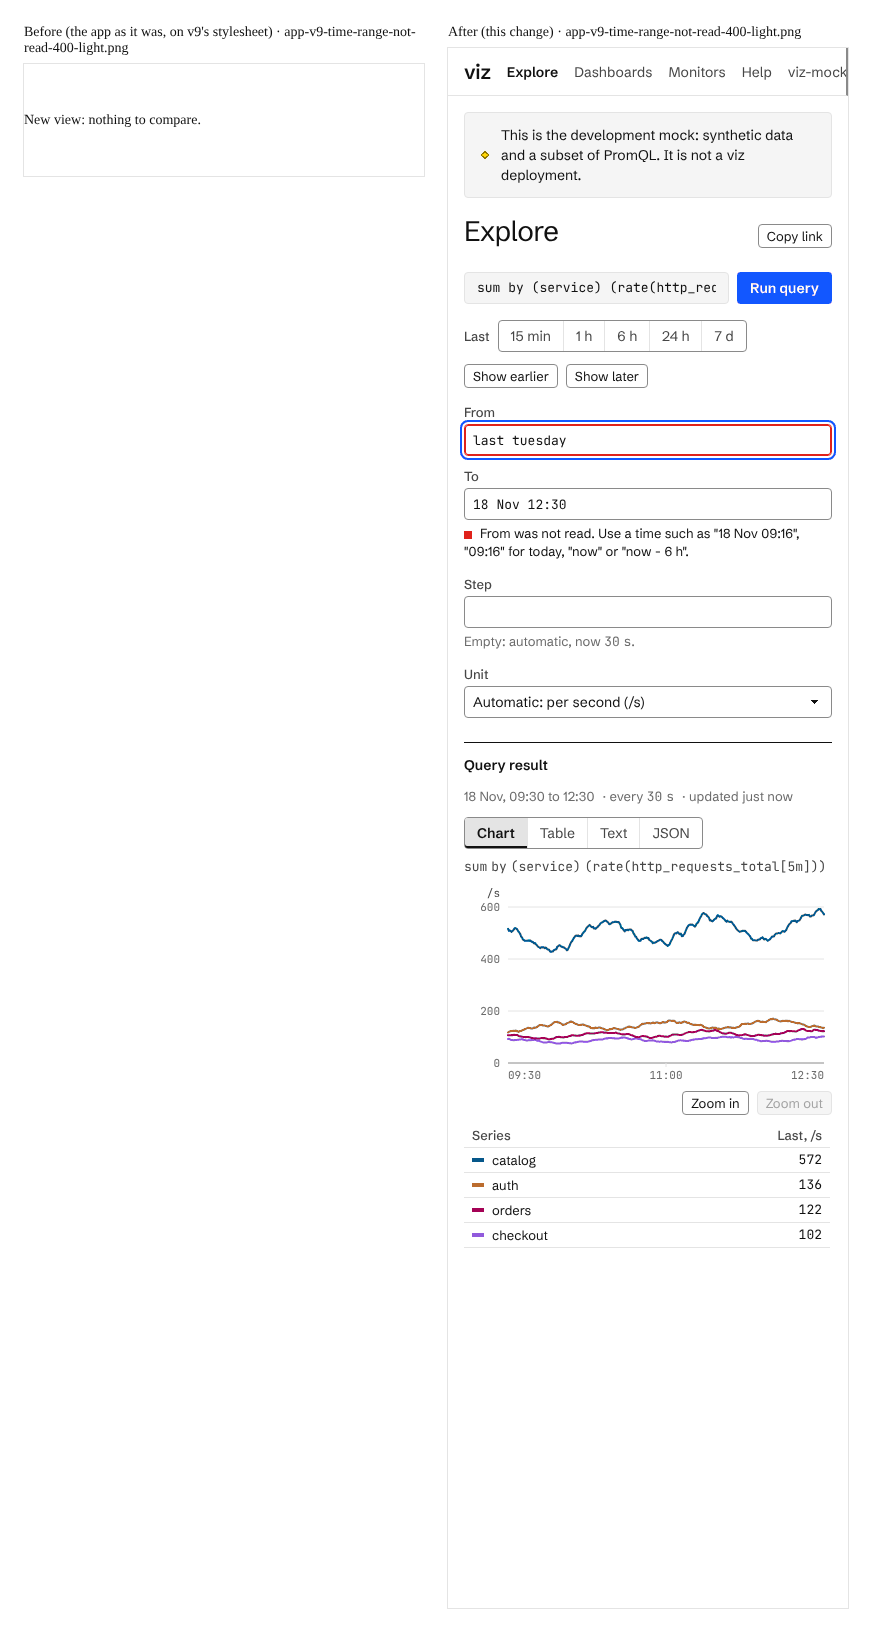 Before (the app as it was, on v9's stylesheet) · app-v9-time-range-not-
read-400-light.png
New view: nothing to compare.
After (this change) · app-v9-time-range-not-read-400-light.png
viz Explore Dashboards Monitors Help viz-mock
This is the development mock: synthetic data
and a subset of PromQL. It is not a viz
deployment.
Explore
Copy link
sum by (service) (rate(http_rec
Run query
Last 15 min 1 h 6 h 24 h 7 d
Show earlier Show later
From
last tuesday
To
18 Nov 12:30
From was not read. Use a time such as "18 Nov 09:16",
"09:16" for today, "now" or "now - 6 h".
Step
Empty: automatic, now 30 s.
Unit
Automatic: per second (/s)
Query result
18 Nov, 09:30 to 12:30 · every 30 s · updated just now
Chart Table Text JSON
sum by (service) (rate(http_requests_total[5m]))
/s
600
400
200
0
09:30 11:00 12:30
Zoom in Zoom out
Series Last, /s
catalog 572
auth 136
orders 122
checkout 102